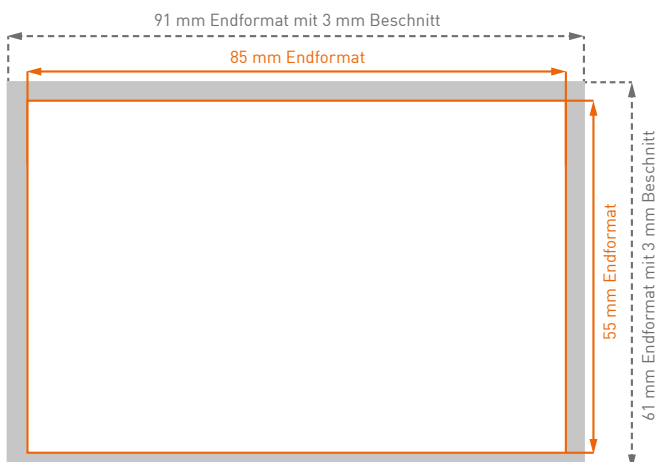 91 mm Endformat mit 3 mm Beschnitt
85 mm Endformat
55 mm Endformat
61 mm Endformat mit 3 mm Beschnitt